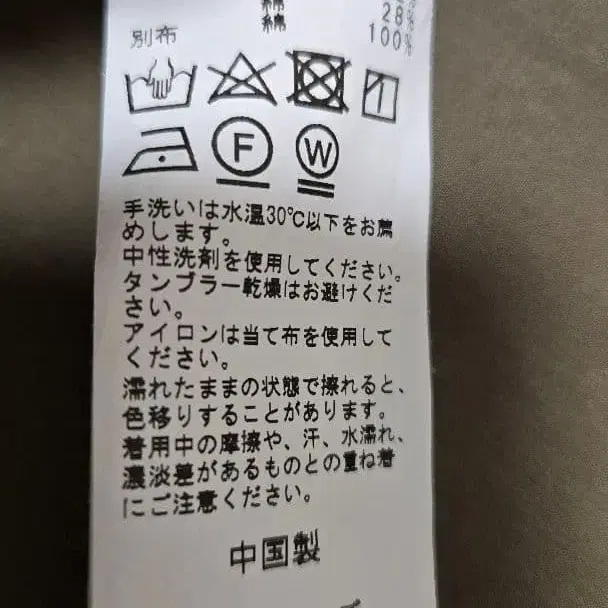 綿
綿 28%
別布 100%
F W
手洗いは水温30℃以下をお薦
めします。
中性洗剤を使用してください。
タンブラー乾燥はお避けくだ
さい。
アイロンは当て布を使用して
ください。
濡れたままの状態で擦れると、
色移りすることがあります。
着用中の摩擦や、汗、水濡れ、
濃淡差があるものとの重ね着
にご注意ください。
中国製